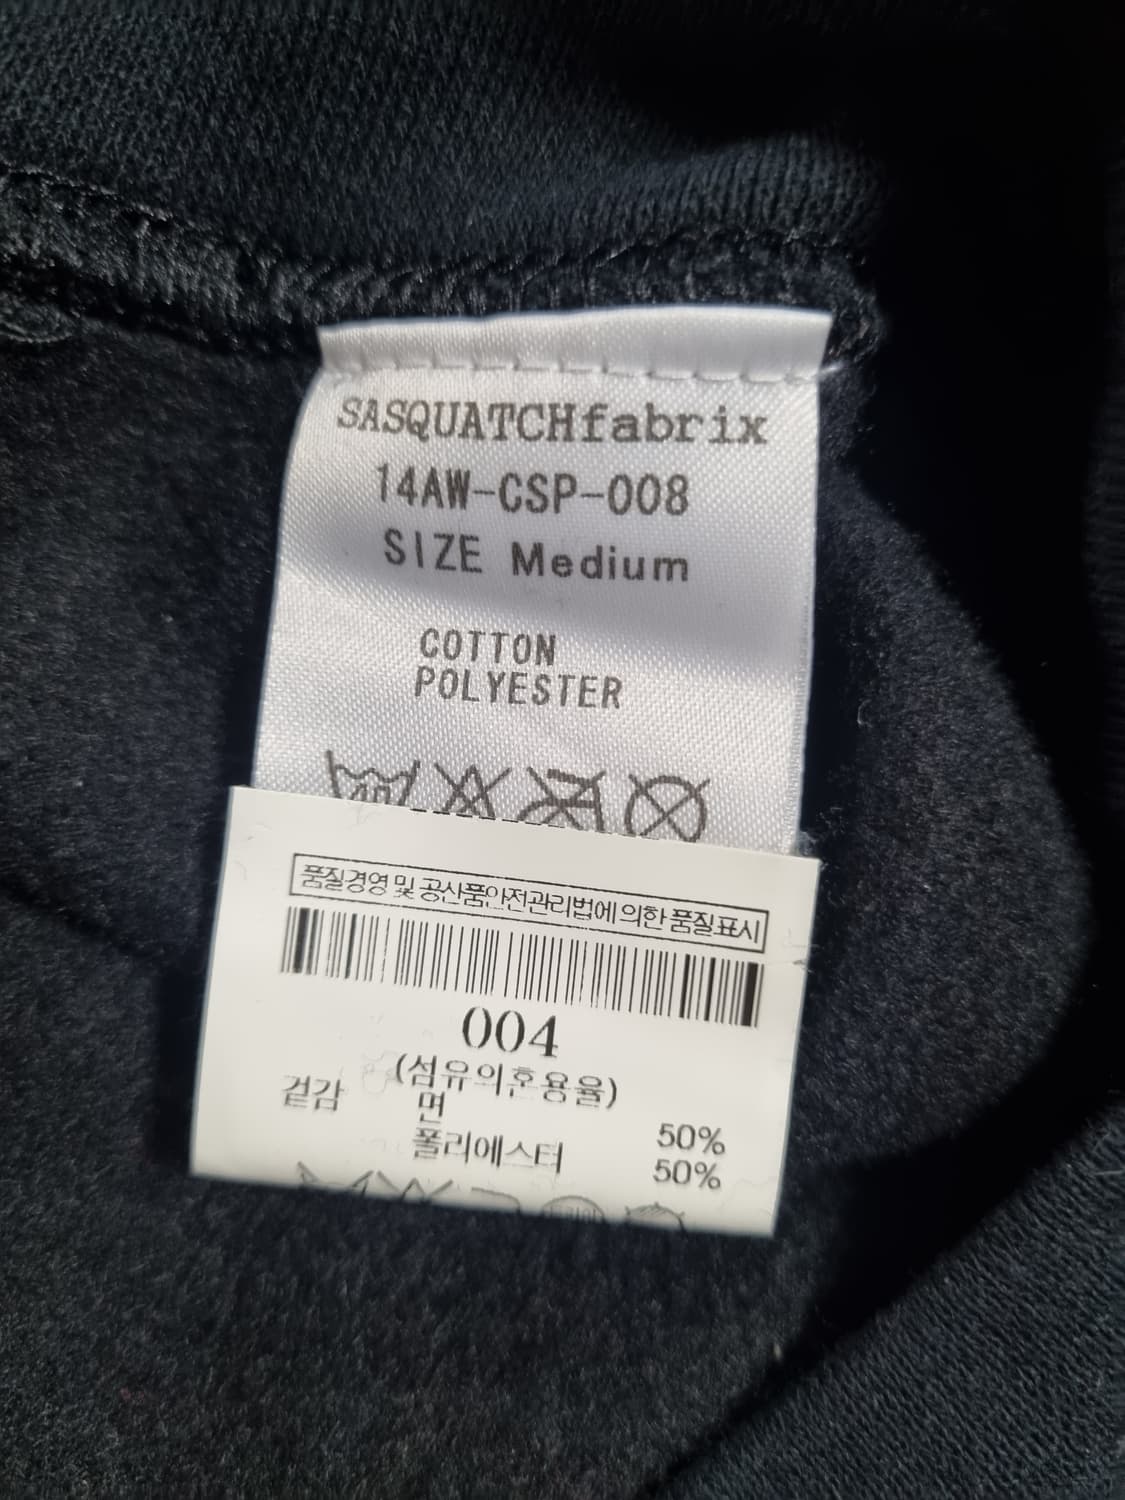 SASQUATCHfabrix
14AW-CSP-008
SIZE Medium
COTTON
POLYESTER
40
품질경영 및 공산품안전관리법에 의한 품질표시
004
(섬유의혼용율)
겉감 면 50%
폴리에스터 50%